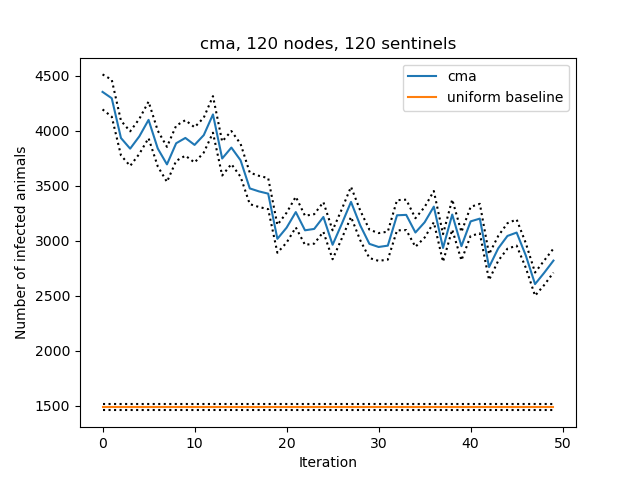 cma, 120 nodes, 120 sentinels
cma
uniform baseline
Number of infected animals
4500
4000
3500
3000
2500
2000
1500
0 10 20 30 40 50
Iteration